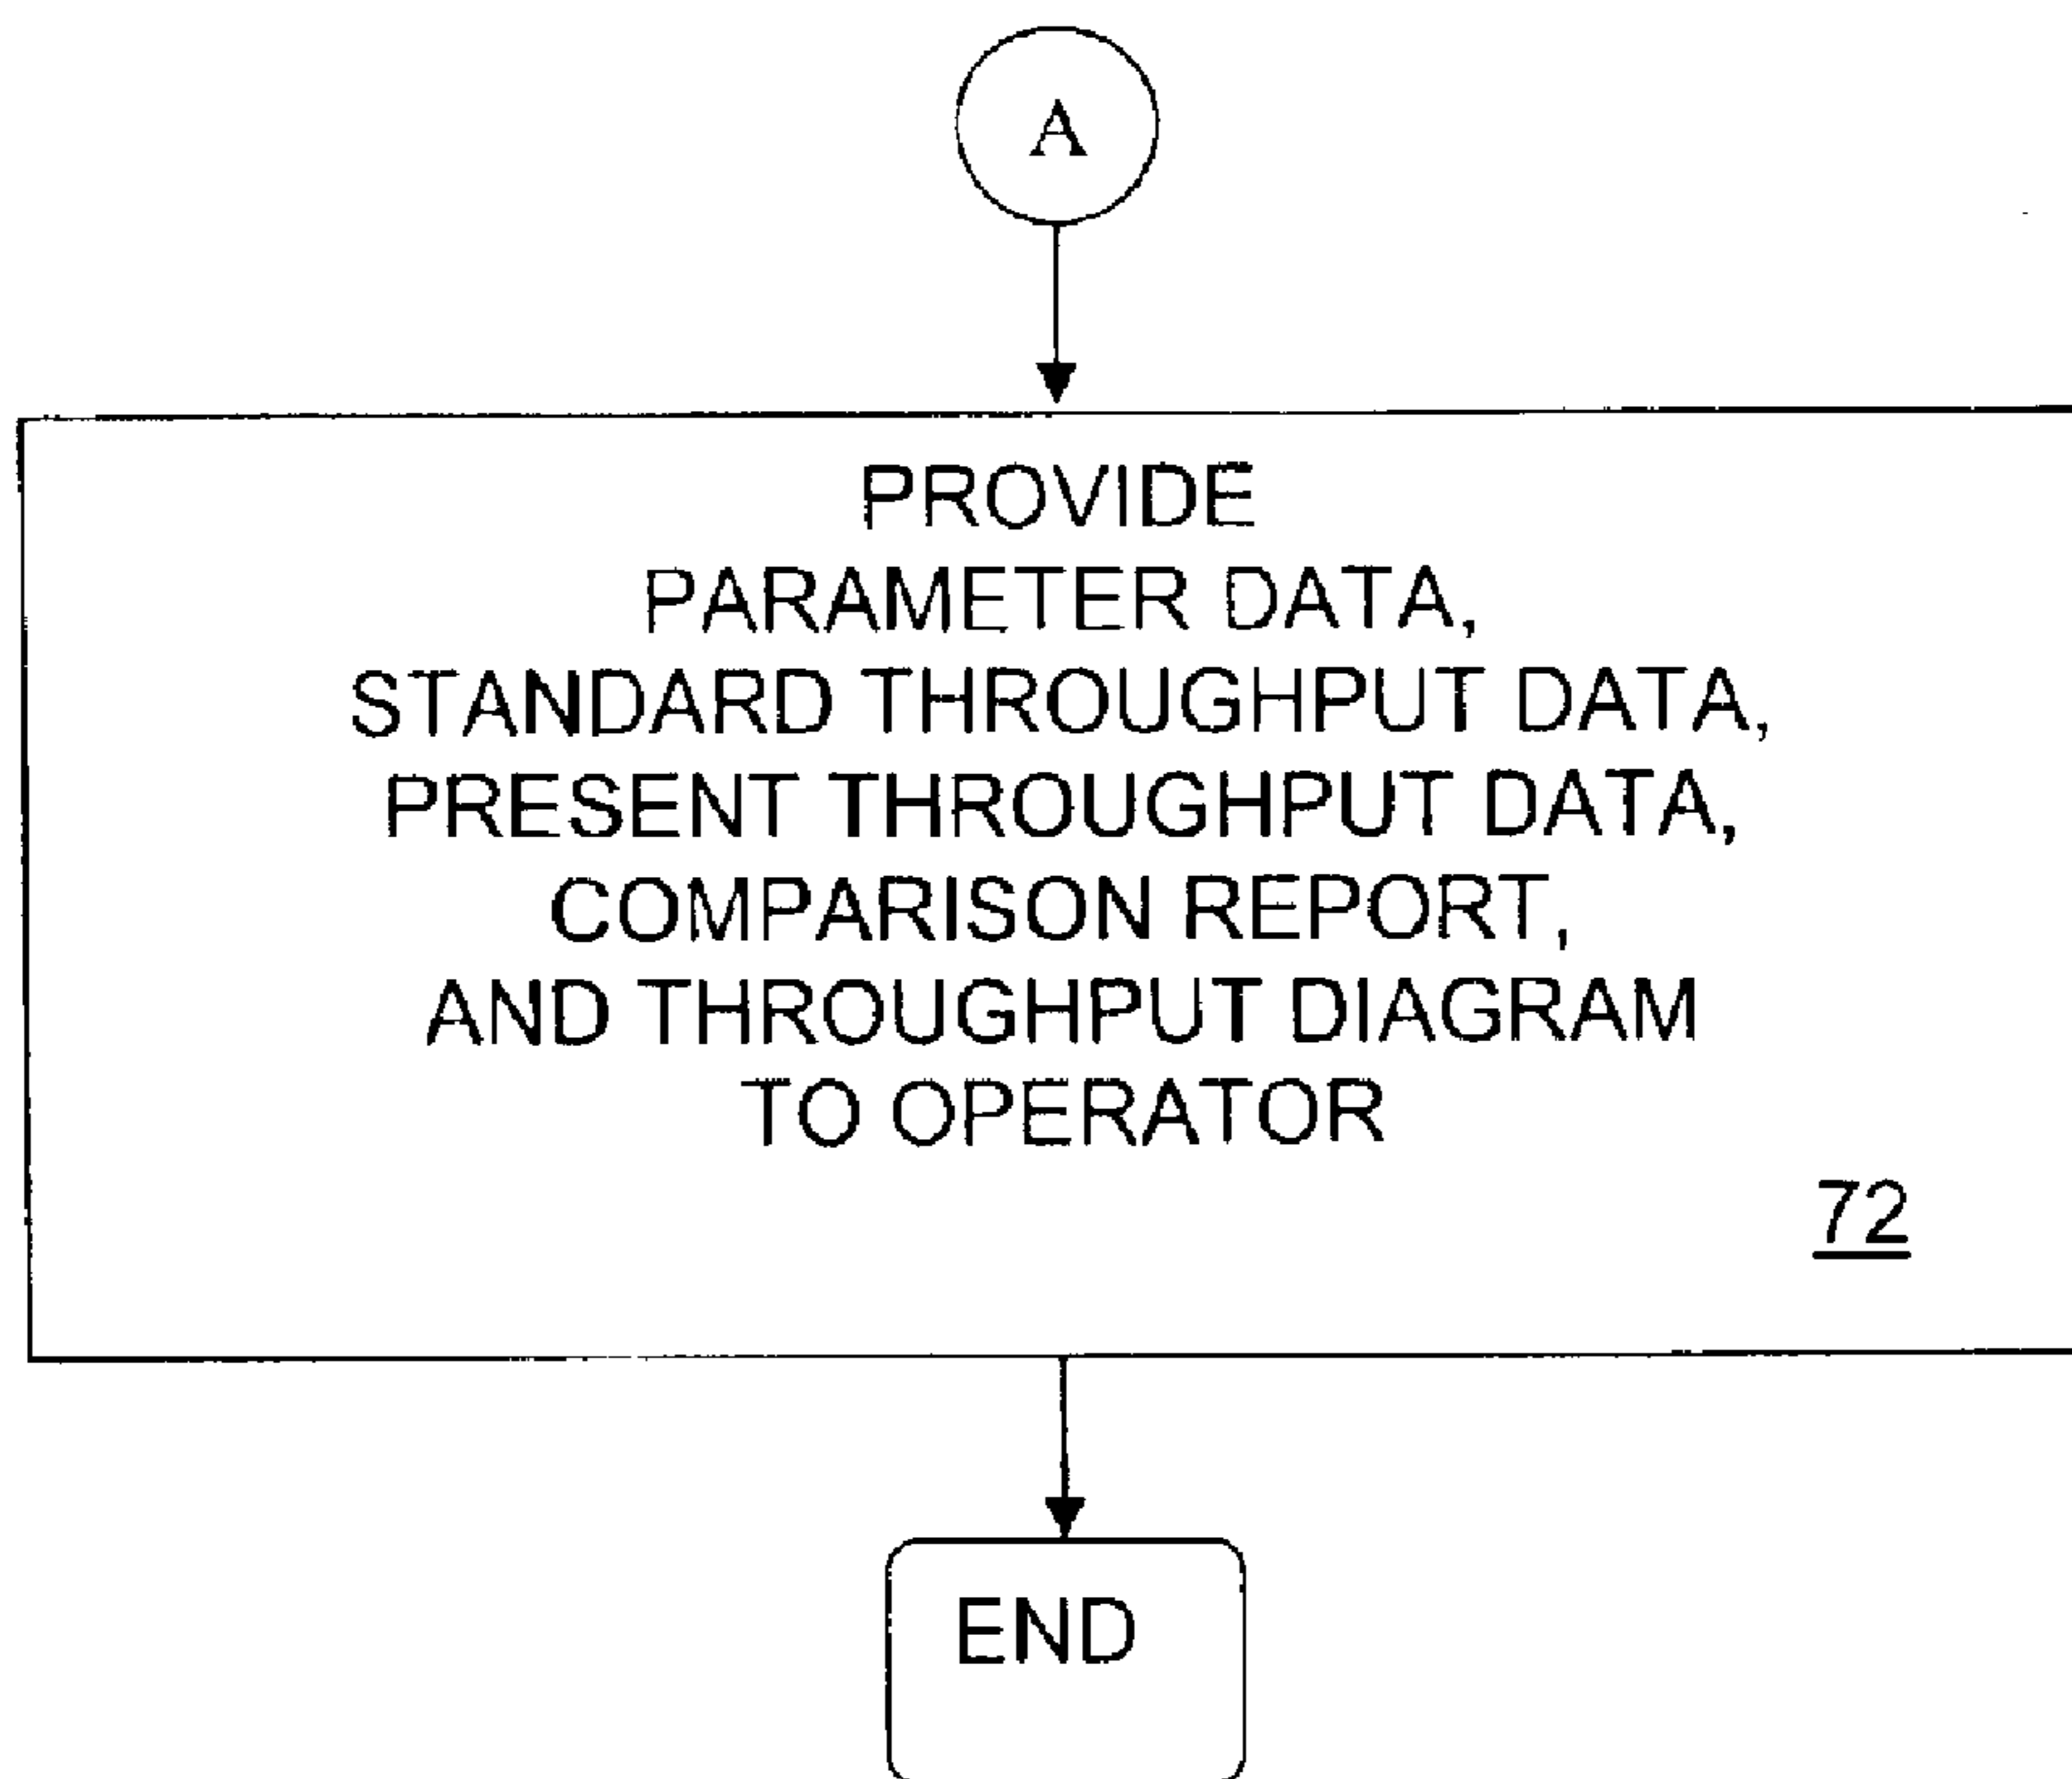 A
PROVIDE
PARAMETER DATA,
STANDARD THROUGHPUT DATA,
PRESENT THROUGHPUT DATA,
COMPARISON REPORT,
AND THROUGHPUT DIAGRAM
TO OPERATOR
72
END